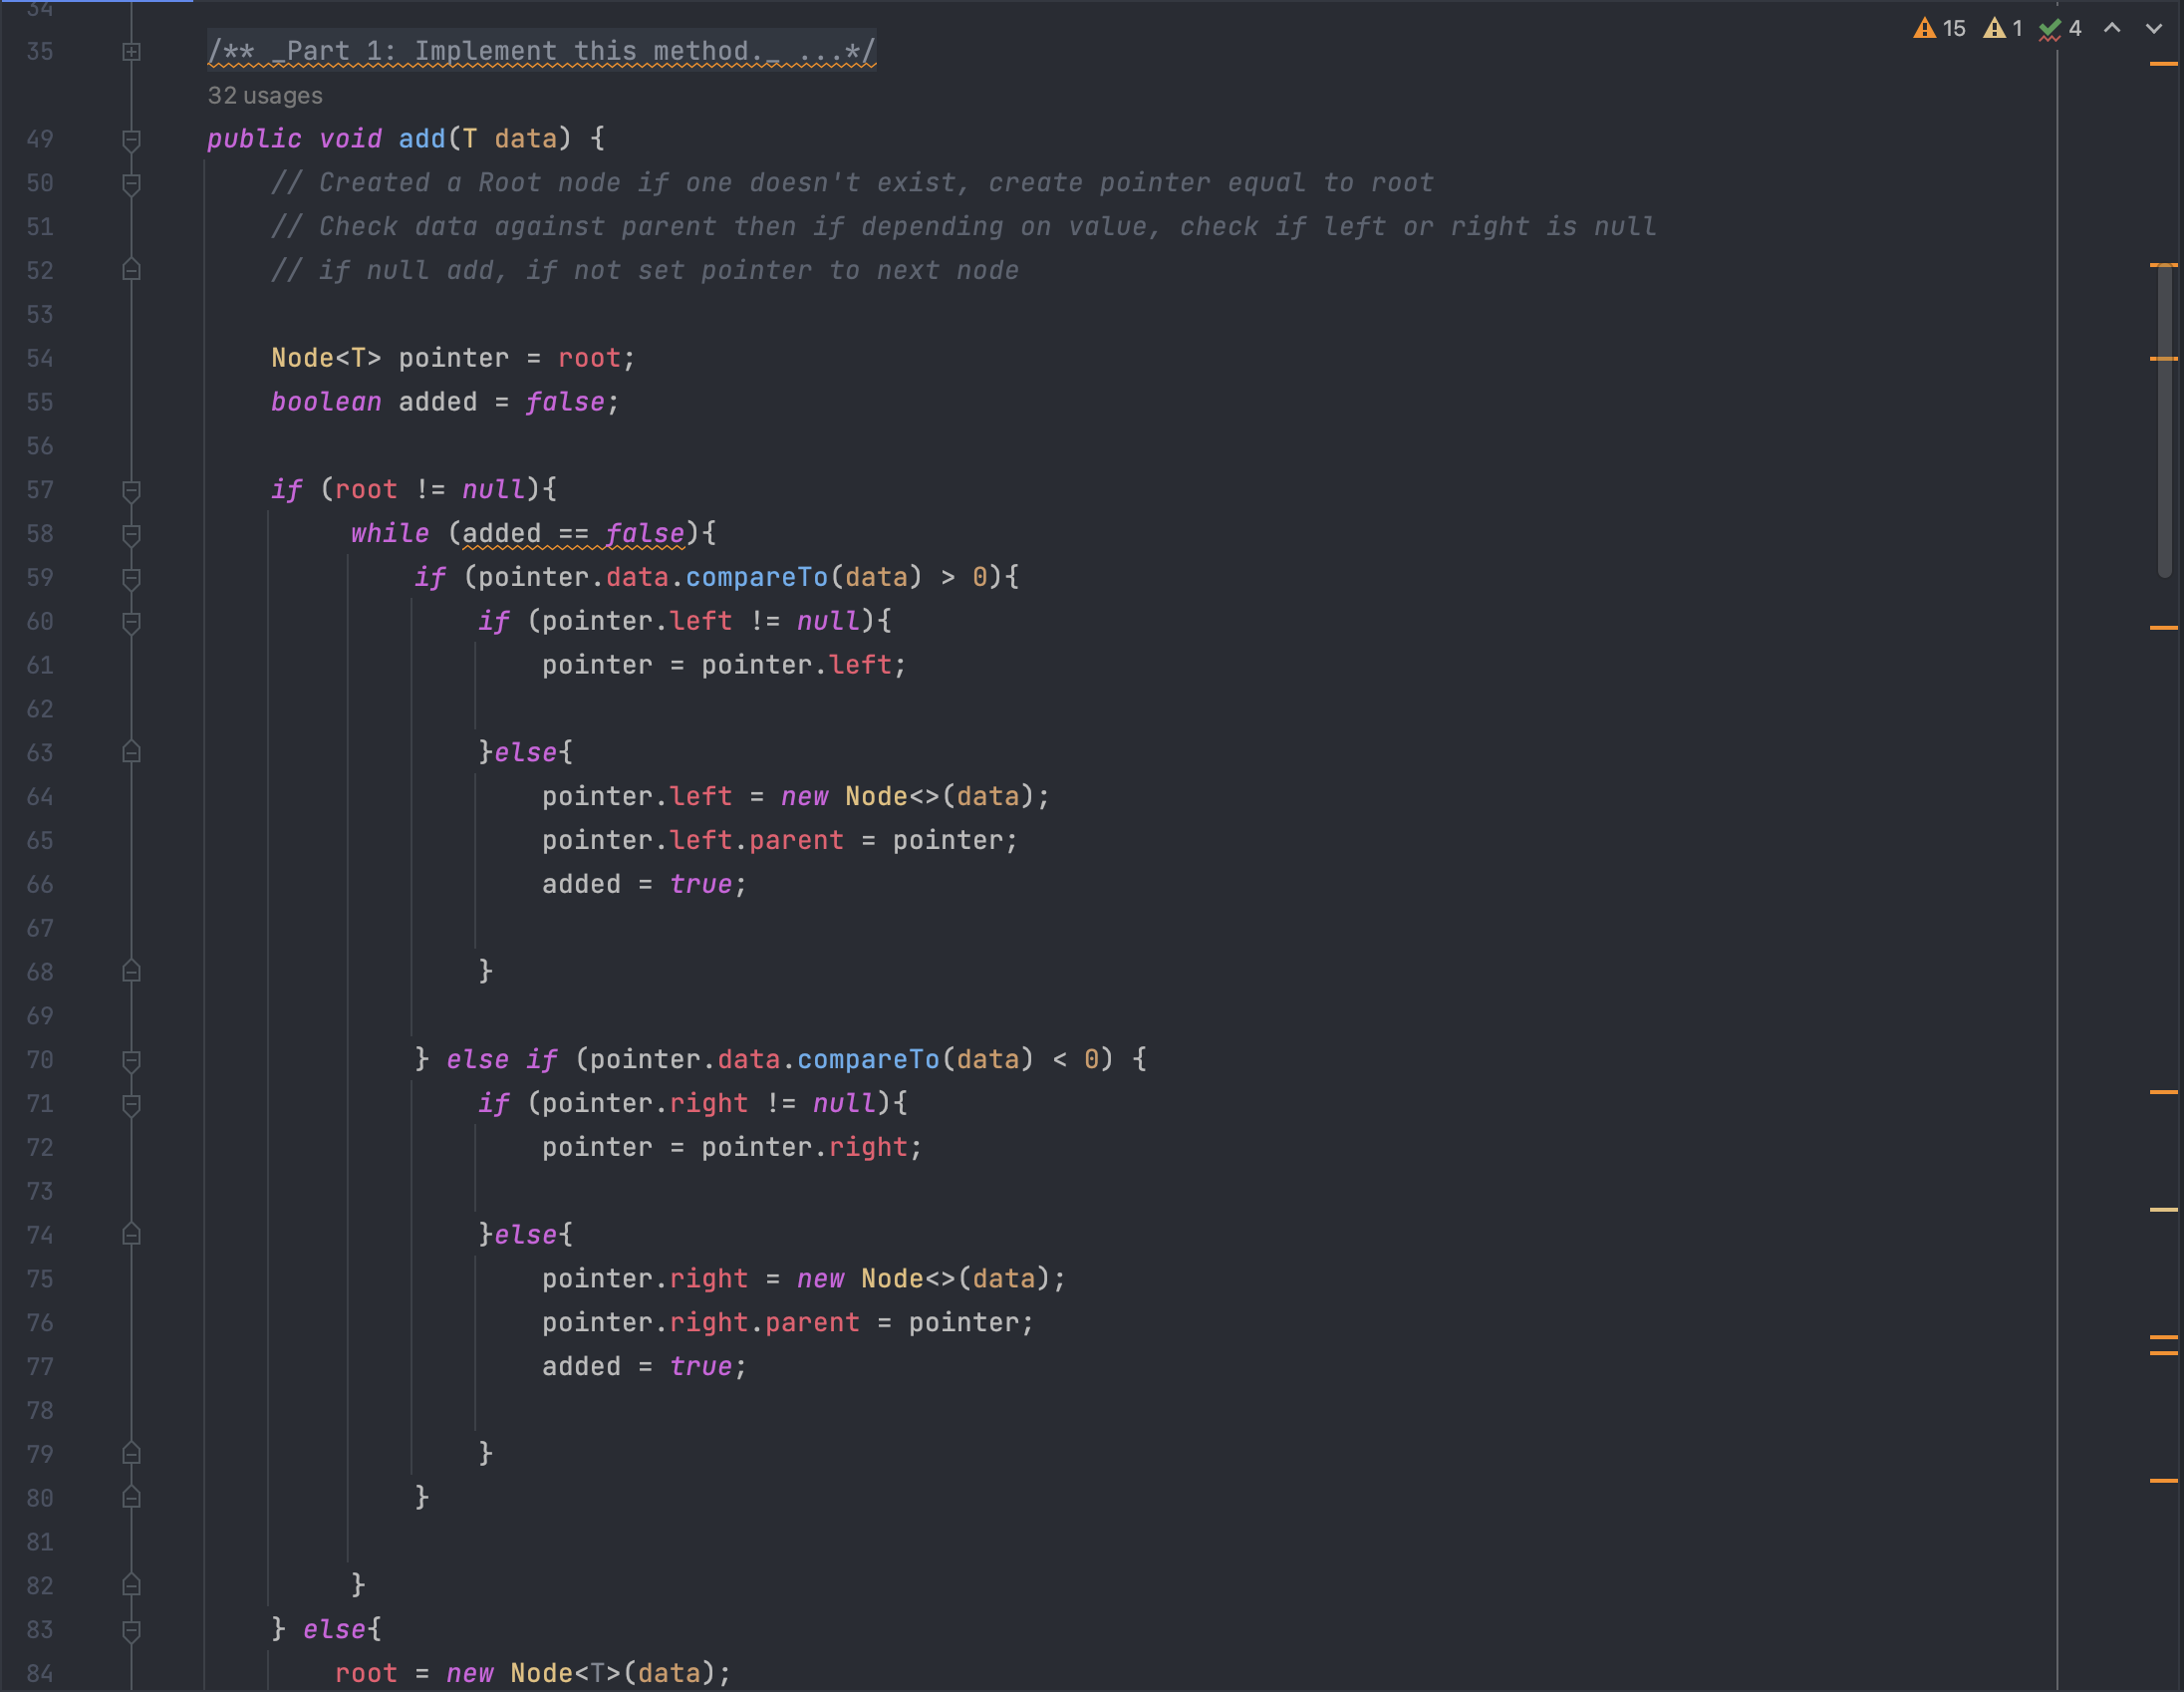 34
15 1 4
35 /** _Part 1: Implement this method._ ...*/
32 usages
49 public void add(T data) {
50 // Created a Root node if one doesn't exist, create pointer equal to root
51 // Check data against parent then if depending on value, check if left or right is null
52 // if null add, if not set pointer to next node
53
54 Node<T> pointer = root;
55 boolean added = false;
56
57 if (root != null){
58 while (added == false){
59 if (pointer.data.compareTo(data) > 0){
60 if (pointer.left != null){
61 pointer = pointer.left;
62
63 }else{
64 pointer.left = new Node<>(data);
65 pointer.left.parent = pointer;
66 added = true;
67
68 }
69
70 } else if (pointer.data.compareTo(data) < 0) {
71 if (pointer.right != null){
72 pointer = pointer.right;
73
74 }else{
75 pointer.right = new Node<>(data);
76 pointer.right.parent = pointer;
77 added = true;
78
79 }
80 }
81
82 }
83 } else{
84 root = new Node<T>(data);